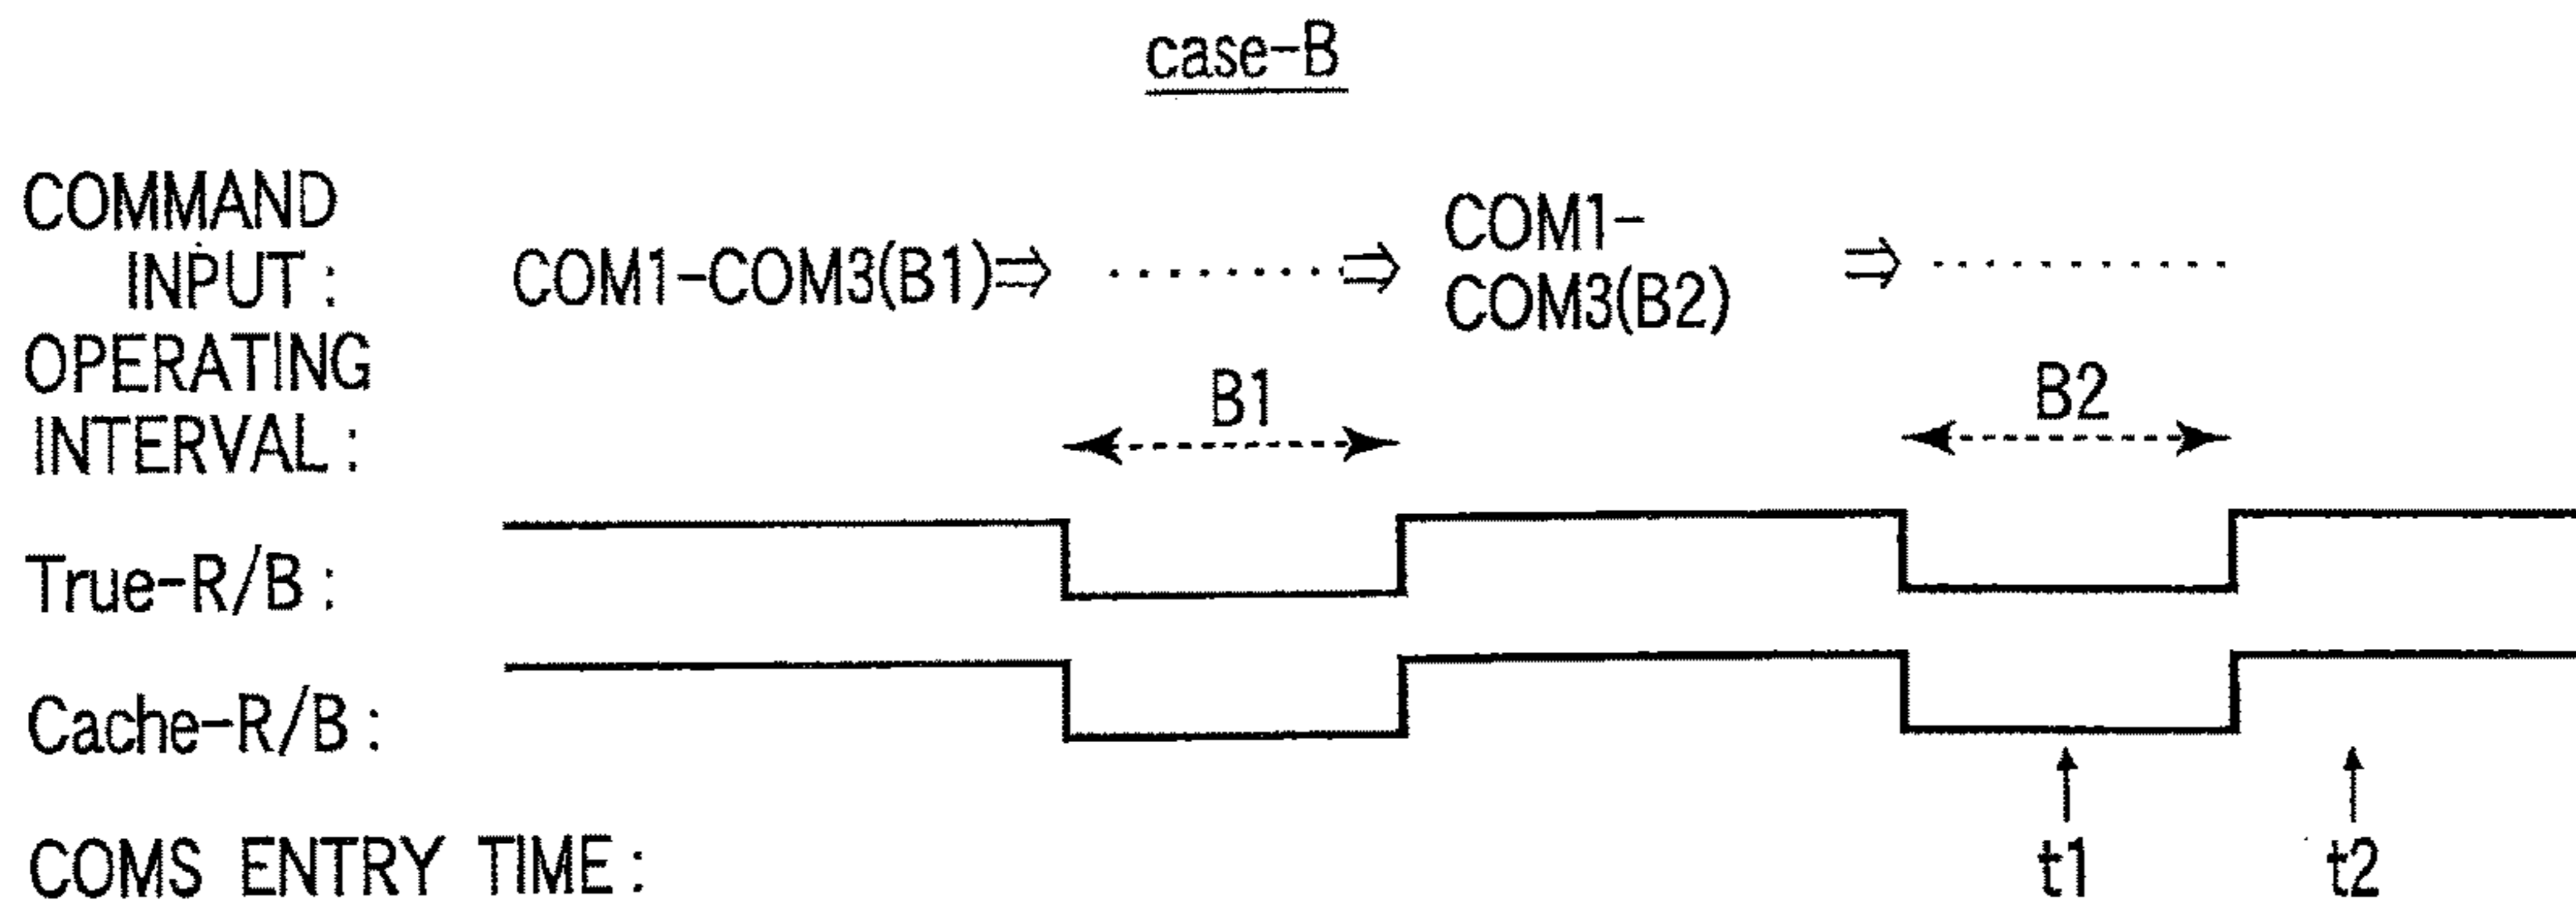 case-B
COMMAND
INPUT :
COM1-COM3(B1)⇒ ········⇒ COM1-
COM3(B2) ⇒ ···········
OPERATING
INTERVAL :
B1 B2
True-R/B :
Cache-R/B :
COMS ENTRY TIME : t1 t2